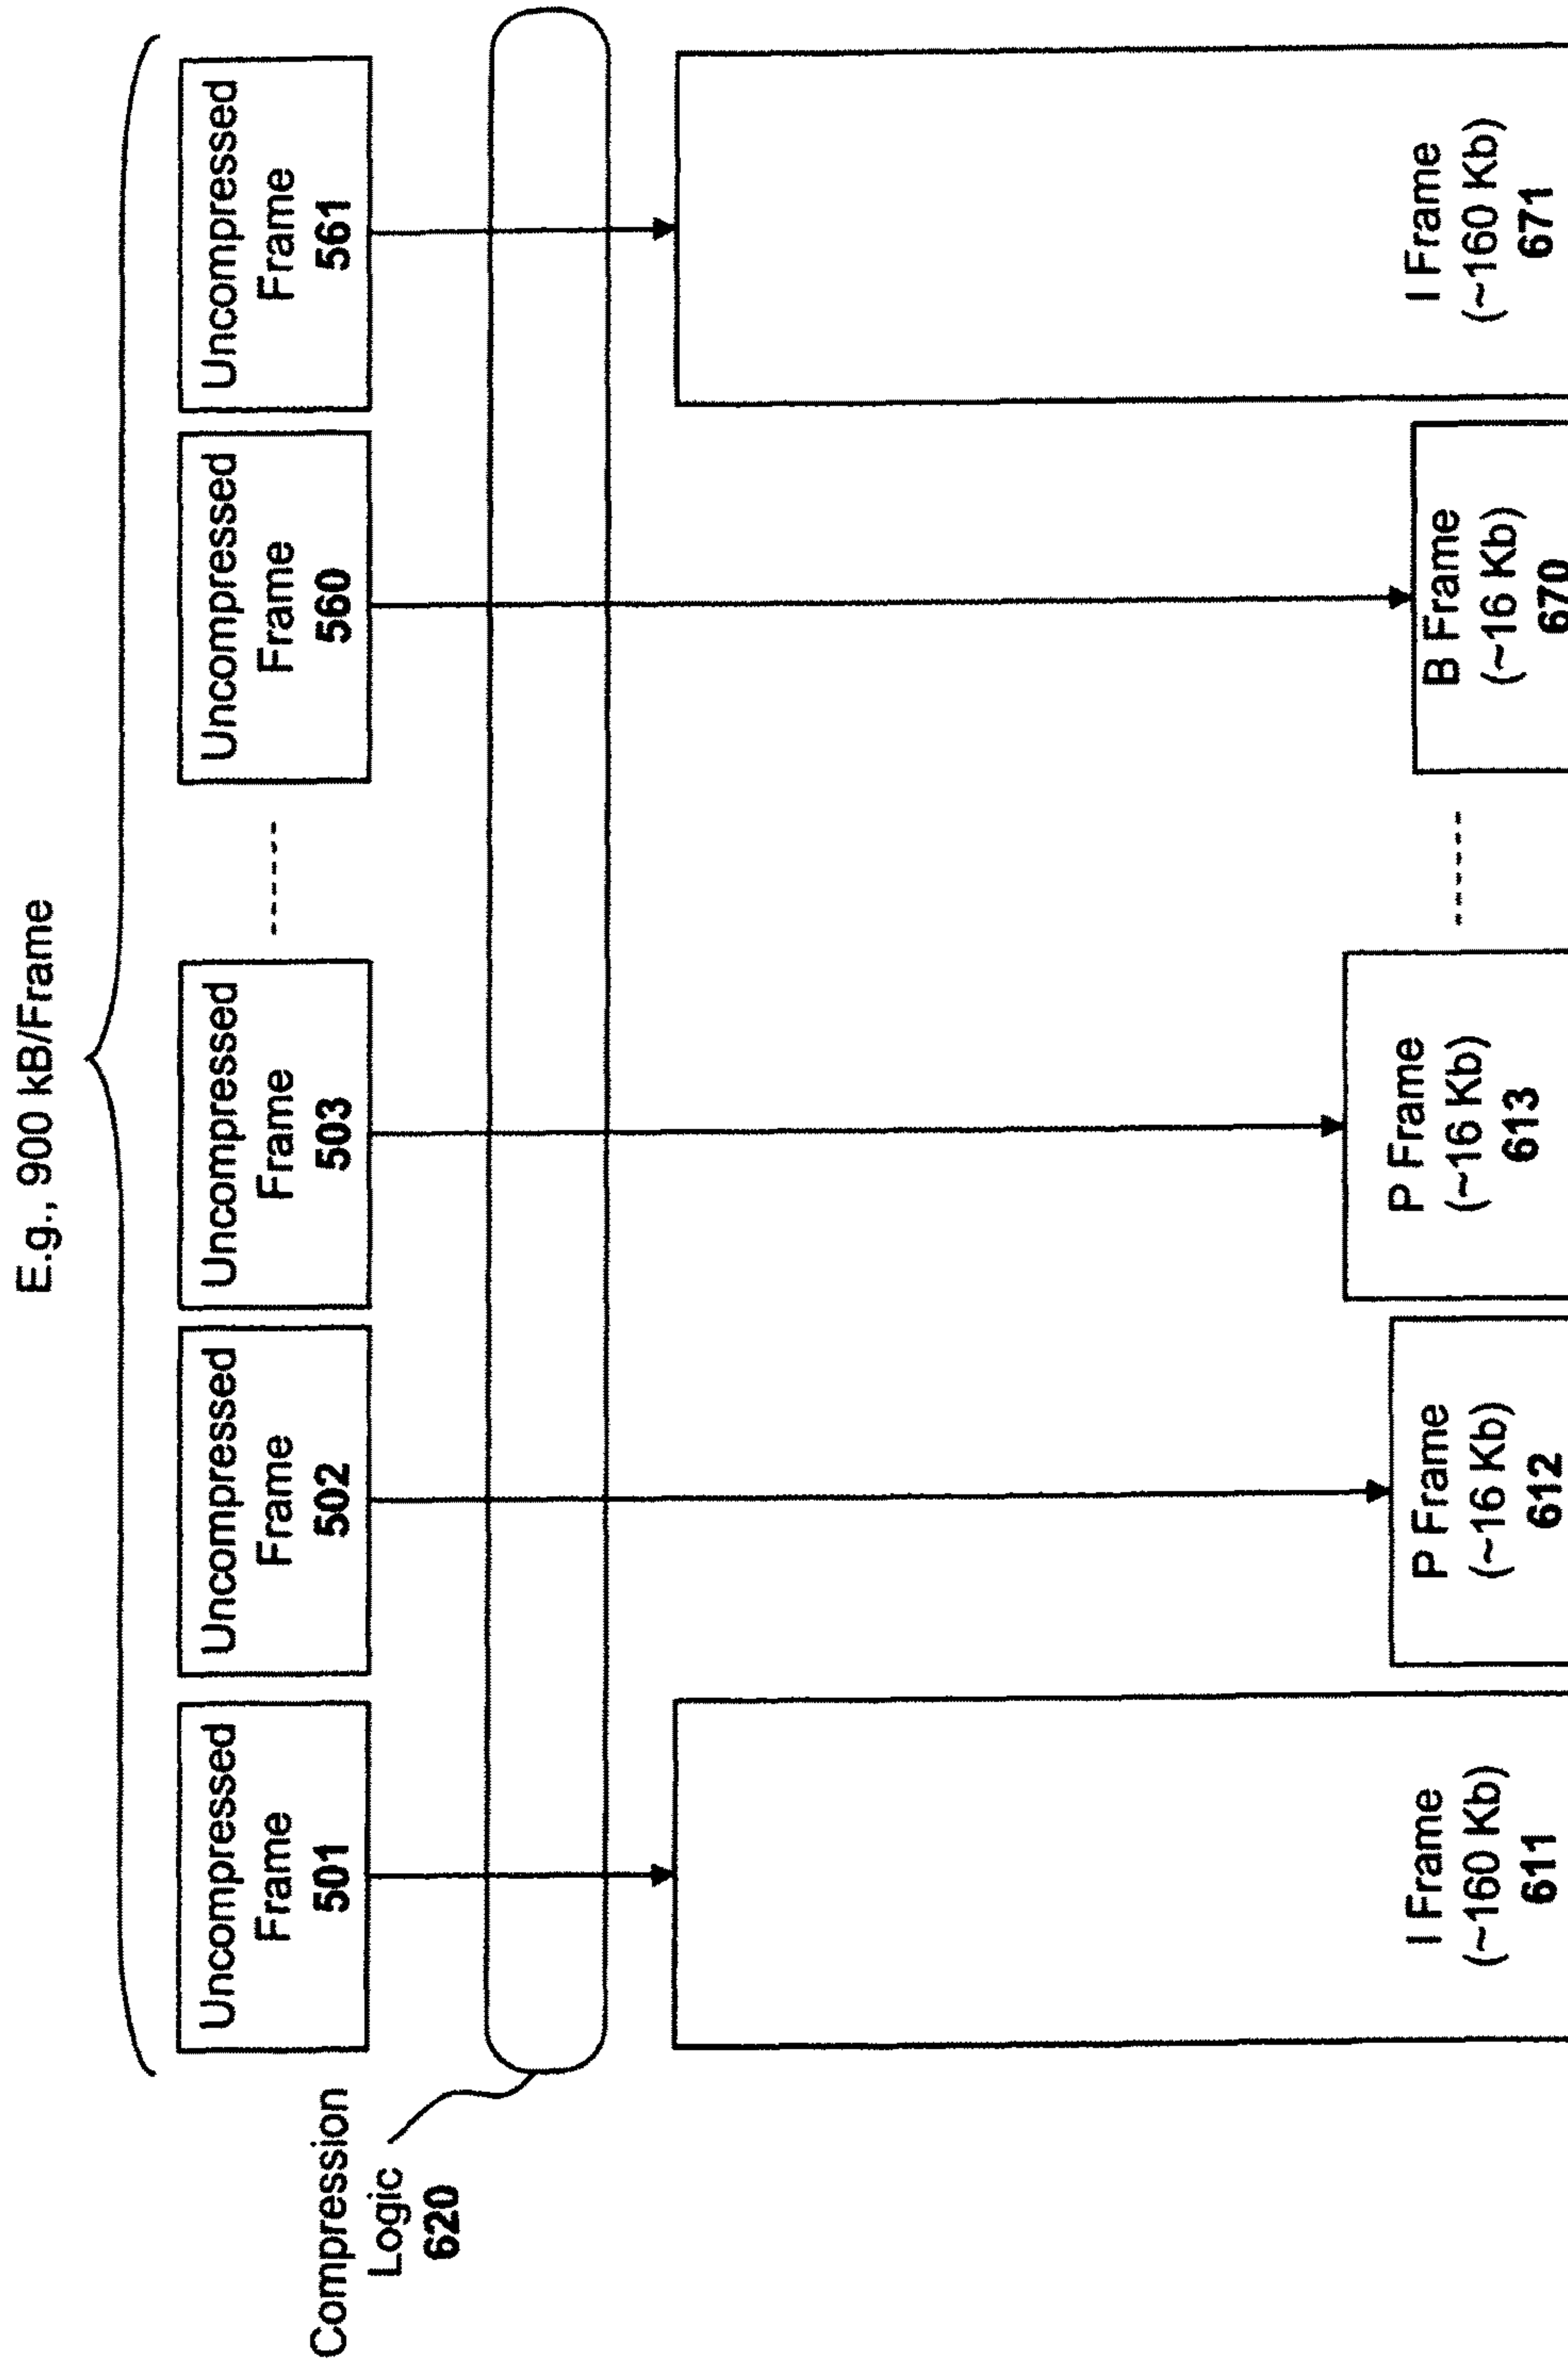 E.g., 900 kB/Frame
Uncompressed
Frame
501
Uncompressed
Frame
502
Uncompressed
Frame
503
Uncompressed
Frame
560
Uncompressed
Frame
561
Compression
Logic
620
I Frame
(~160 Kb)
611
P Frame
(~16 Kb)
612
P Frame
(~16 Kb)
613
B Frame
(~16 Kb)
670
I Frame
(~160 Kb)
671